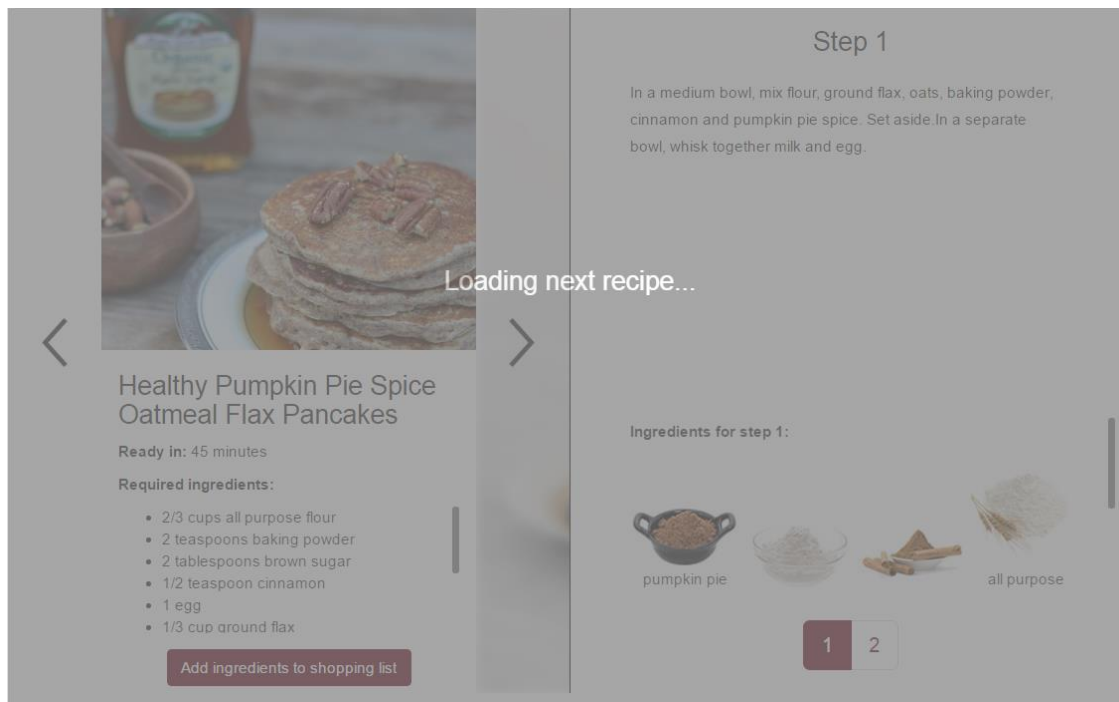 Healthy Pumpkin Pie Spice
Oatmeal Flax Pancakes
Ready in: 45 minutes
Required ingredients:
• 2/3 cups all purpose flour
• 2 teaspoons baking powder
• 2 tablespoons brown sugar
• 1/2 teaspoon cinnamon
• 1 egg
• 1/3 cup ground flax
Add ingredients to shopping list
Loading next recipe...
Step 1
In a medium bowl, mix flour, ground flax, oats, baking powder,
cinnamon and pumpkin pie spice. Set aside.In a separate
bowl, whisk together milk and egg.
Ingredients for step 1:
pumpkin pie
all purpose
1 2